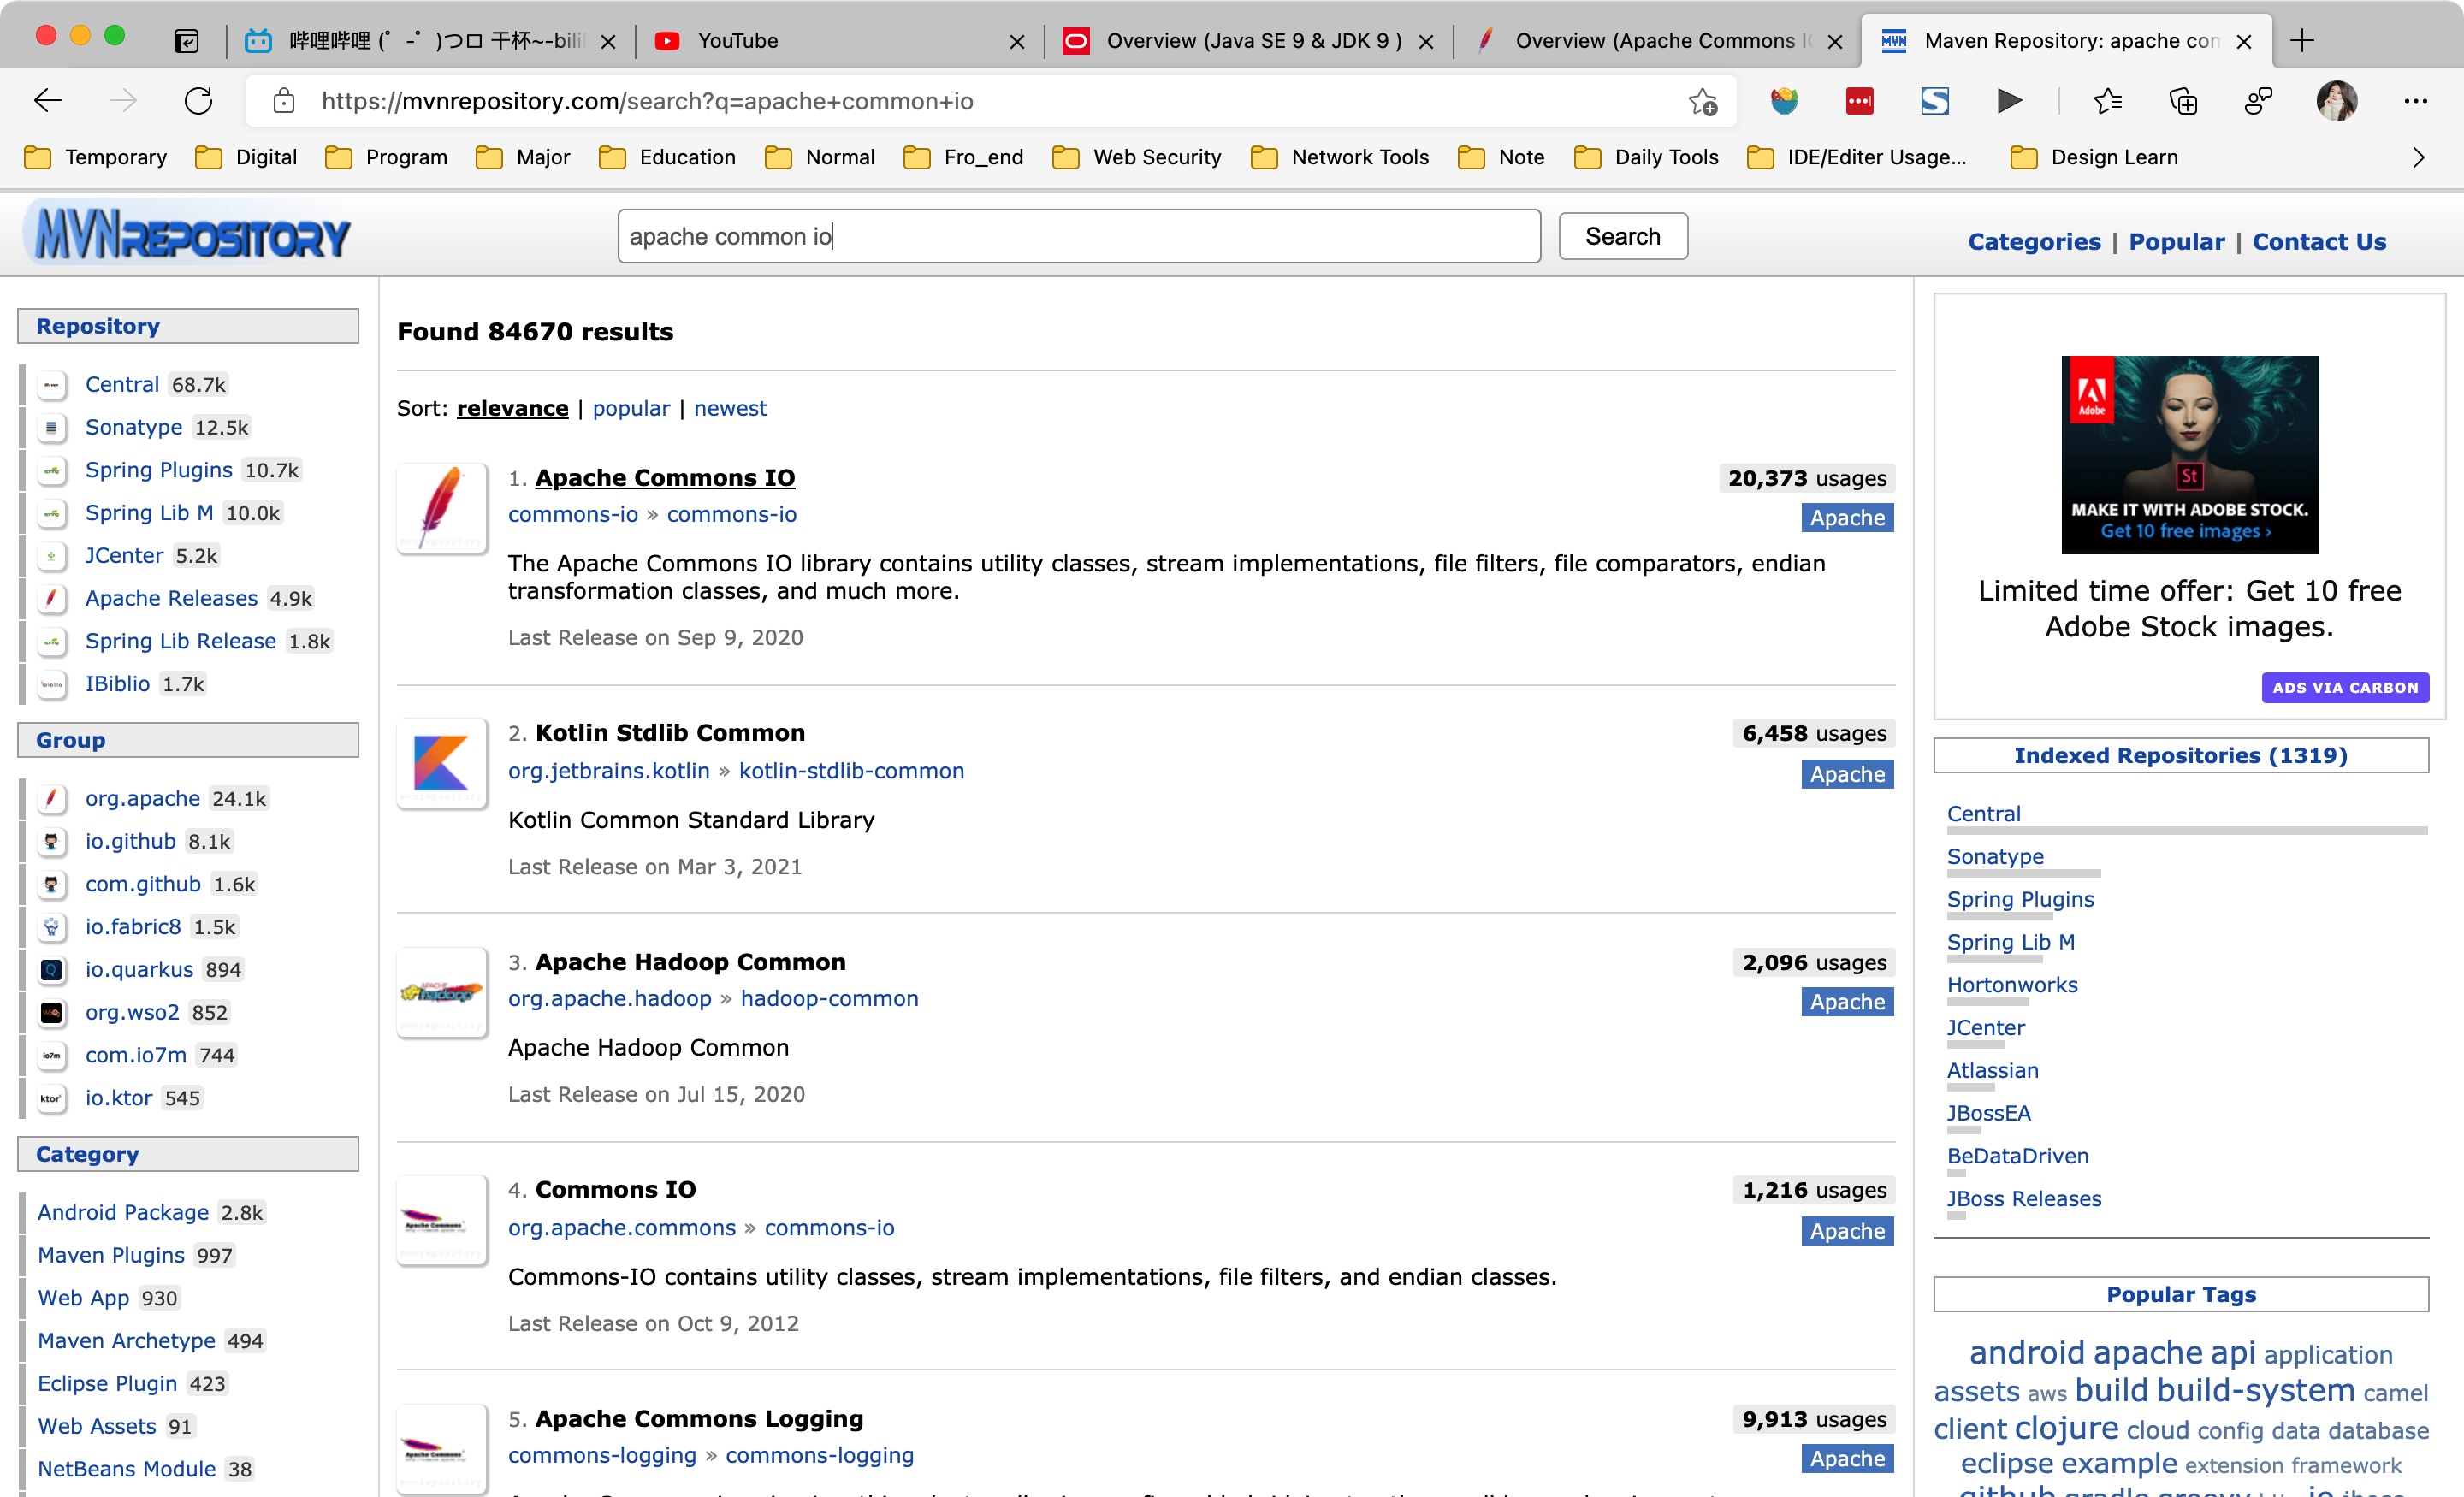 哔哩哔哩 (゜-゜)つロ 干杯~-bili
YouTube
Overview (Java SE 9 & JDK 9 )
Overview (Apache Commons I
Maven Repository: apache com
https://mvnrepository.com/search?q=apache+common+io
Temporary
Digital
Program
Major
Education
Normal
Fro_end
Web Security
Network Tools
Note
Daily Tools
IDE/Editer Usage...
Design Learn
MVNREPOSITORY
apache common io
Search
Categories | Popular | Contact Us
Repository
Central 68.7k
Sonatype 12.5k
Spring Plugins 10.7k
Spring Lib M 10.0k
JCenter 5.2k
Apache Releases 4.9k
Spring Lib Release 1.8k
IBiblio 1.7k
Group
org.apache 24.1k
io.github 8.1k
com.github 1.6k
io.fabric8 1.5k
io.quarkus 894
org.wso2 852
com.io7m 744
io.ktor 545
Category
Android Package 2.8k
Maven Plugins 997
Web App 930
Maven Archetype 494
Eclipse Plugin 423
Web Assets 91
NetBeans Module 38
Found 84670 results
Sort: relevance | popular | newest
1. Apache Commons IO
20,373 usages
commons-io » commons-io
Apache
The Apache Commons IO library contains utility classes, stream implementations, file filters, file comparators, endian
transformation classes, and much more.
Last Release on Sep 9, 2020
2. Kotlin Stdlib Common
6,458 usages
org.jetbrains.kotlin » kotlin-stdlib-common
Apache
Kotlin Common Standard Library
Last Release on Mar 3, 2021
3. Apache Hadoop Common
2,096 usages
org.apache.hadoop » hadoop-common
Apache
Apache Hadoop Common
Last Release on Jul 15, 2020
4. Commons IO
1,216 usages
org.apache.commons » commons-io
Apache
Commons-IO contains utility classes, stream implementations, file filters, and endian classes.
Last Release on Oct 9, 2012
5. Apache Commons Logging
9,913 usages
commons-logging » commons-logging
Apache
Adobe
St
MAKE IT WITH ADOBE STOCK.
Get 10 free images ›
Limited time offer: Get 10 free
Adobe Stock images.
ADS VIA CARBON
Indexed Repositories (1319)
Central
Sonatype
Spring Plugins
Spring Lib M
Hortonworks
JCenter
Atlassian
JBossEA
BeDataDriven
JBoss Releases
Popular Tags
android apache api application
assets aws build build-system camel
client clojure cloud config data database
eclipse example extension framework